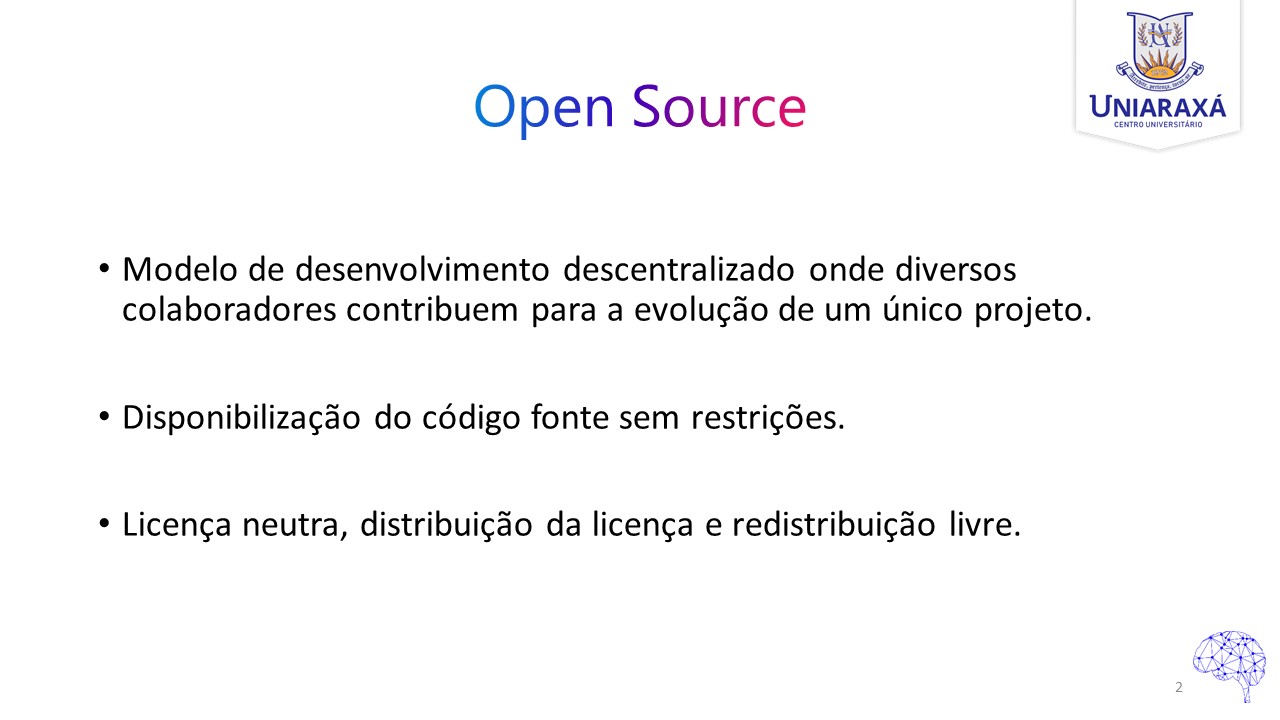 Open Source
UNIARAXÁ
CENTRO UNIVERSITÁRIO
• Modelo de desenvolvimento descentralizado onde diversos
colaboradores contribuem para a evolução de um único projeto.
• Disponibilização do código fonte sem restrições.
• Licença neutra, distribuição da licença e redistribuição livre.
2